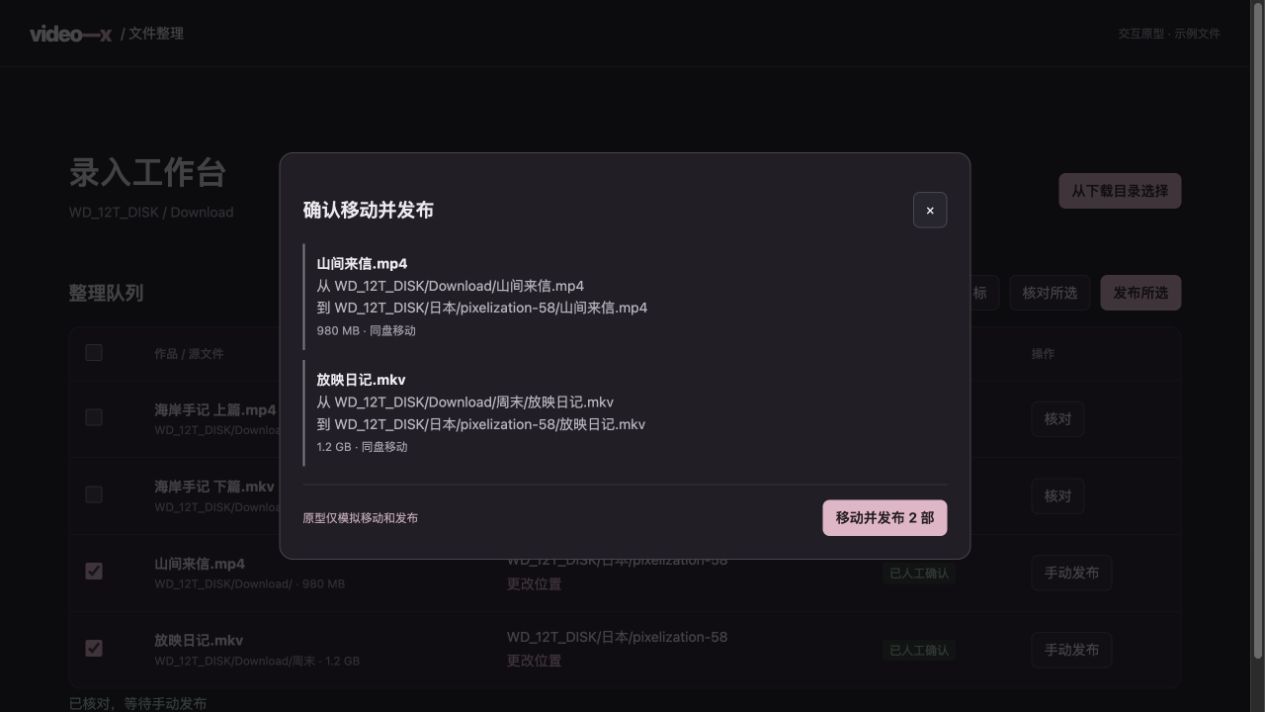 video—x / 文件整理
交互原型 · 示例文件
录入工作台
WD_12T_DISK / Download
从下载目录选择
整理队列
标
核对所选
发布所选
作品 / 源文件
操作
海岸手记 上篇.mp4
WD_12T_DISK/Downloa
核对
海岸手记 下篇.mkv
WD_12T_DISK/Downloa
核对
确认移动并发布
×
山间来信.mp4
从 WD_12T_DISK/Download/山间来信.mp4
到 WD_12T_DISK/日本/pixelization-58/山间来信.mp4
980 MB · 同盘移动
放映日记.mkv
从 WD_12T_DISK/Download/周末/放映日记.mkv
到 WD_12T_DISK/日本/pixelization-58/放映日记.mkv
1.2 GB · 同盘移动
原型仅模拟移动和发布
移动并发布 2 部
山间来信.mp4
WD_12T_DISK/Download/ · 980 MB
WD_12T_DISK/日本/pixelization-58
更改位置
已人工确认
手动发布
放映日记.mkv
WD_12T_DISK/Download/周末 · 1.2 GB
WD_12T_DISK/日本/pixelization-58
更改位置
已人工确认
手动发布
已核对，等待手动发布